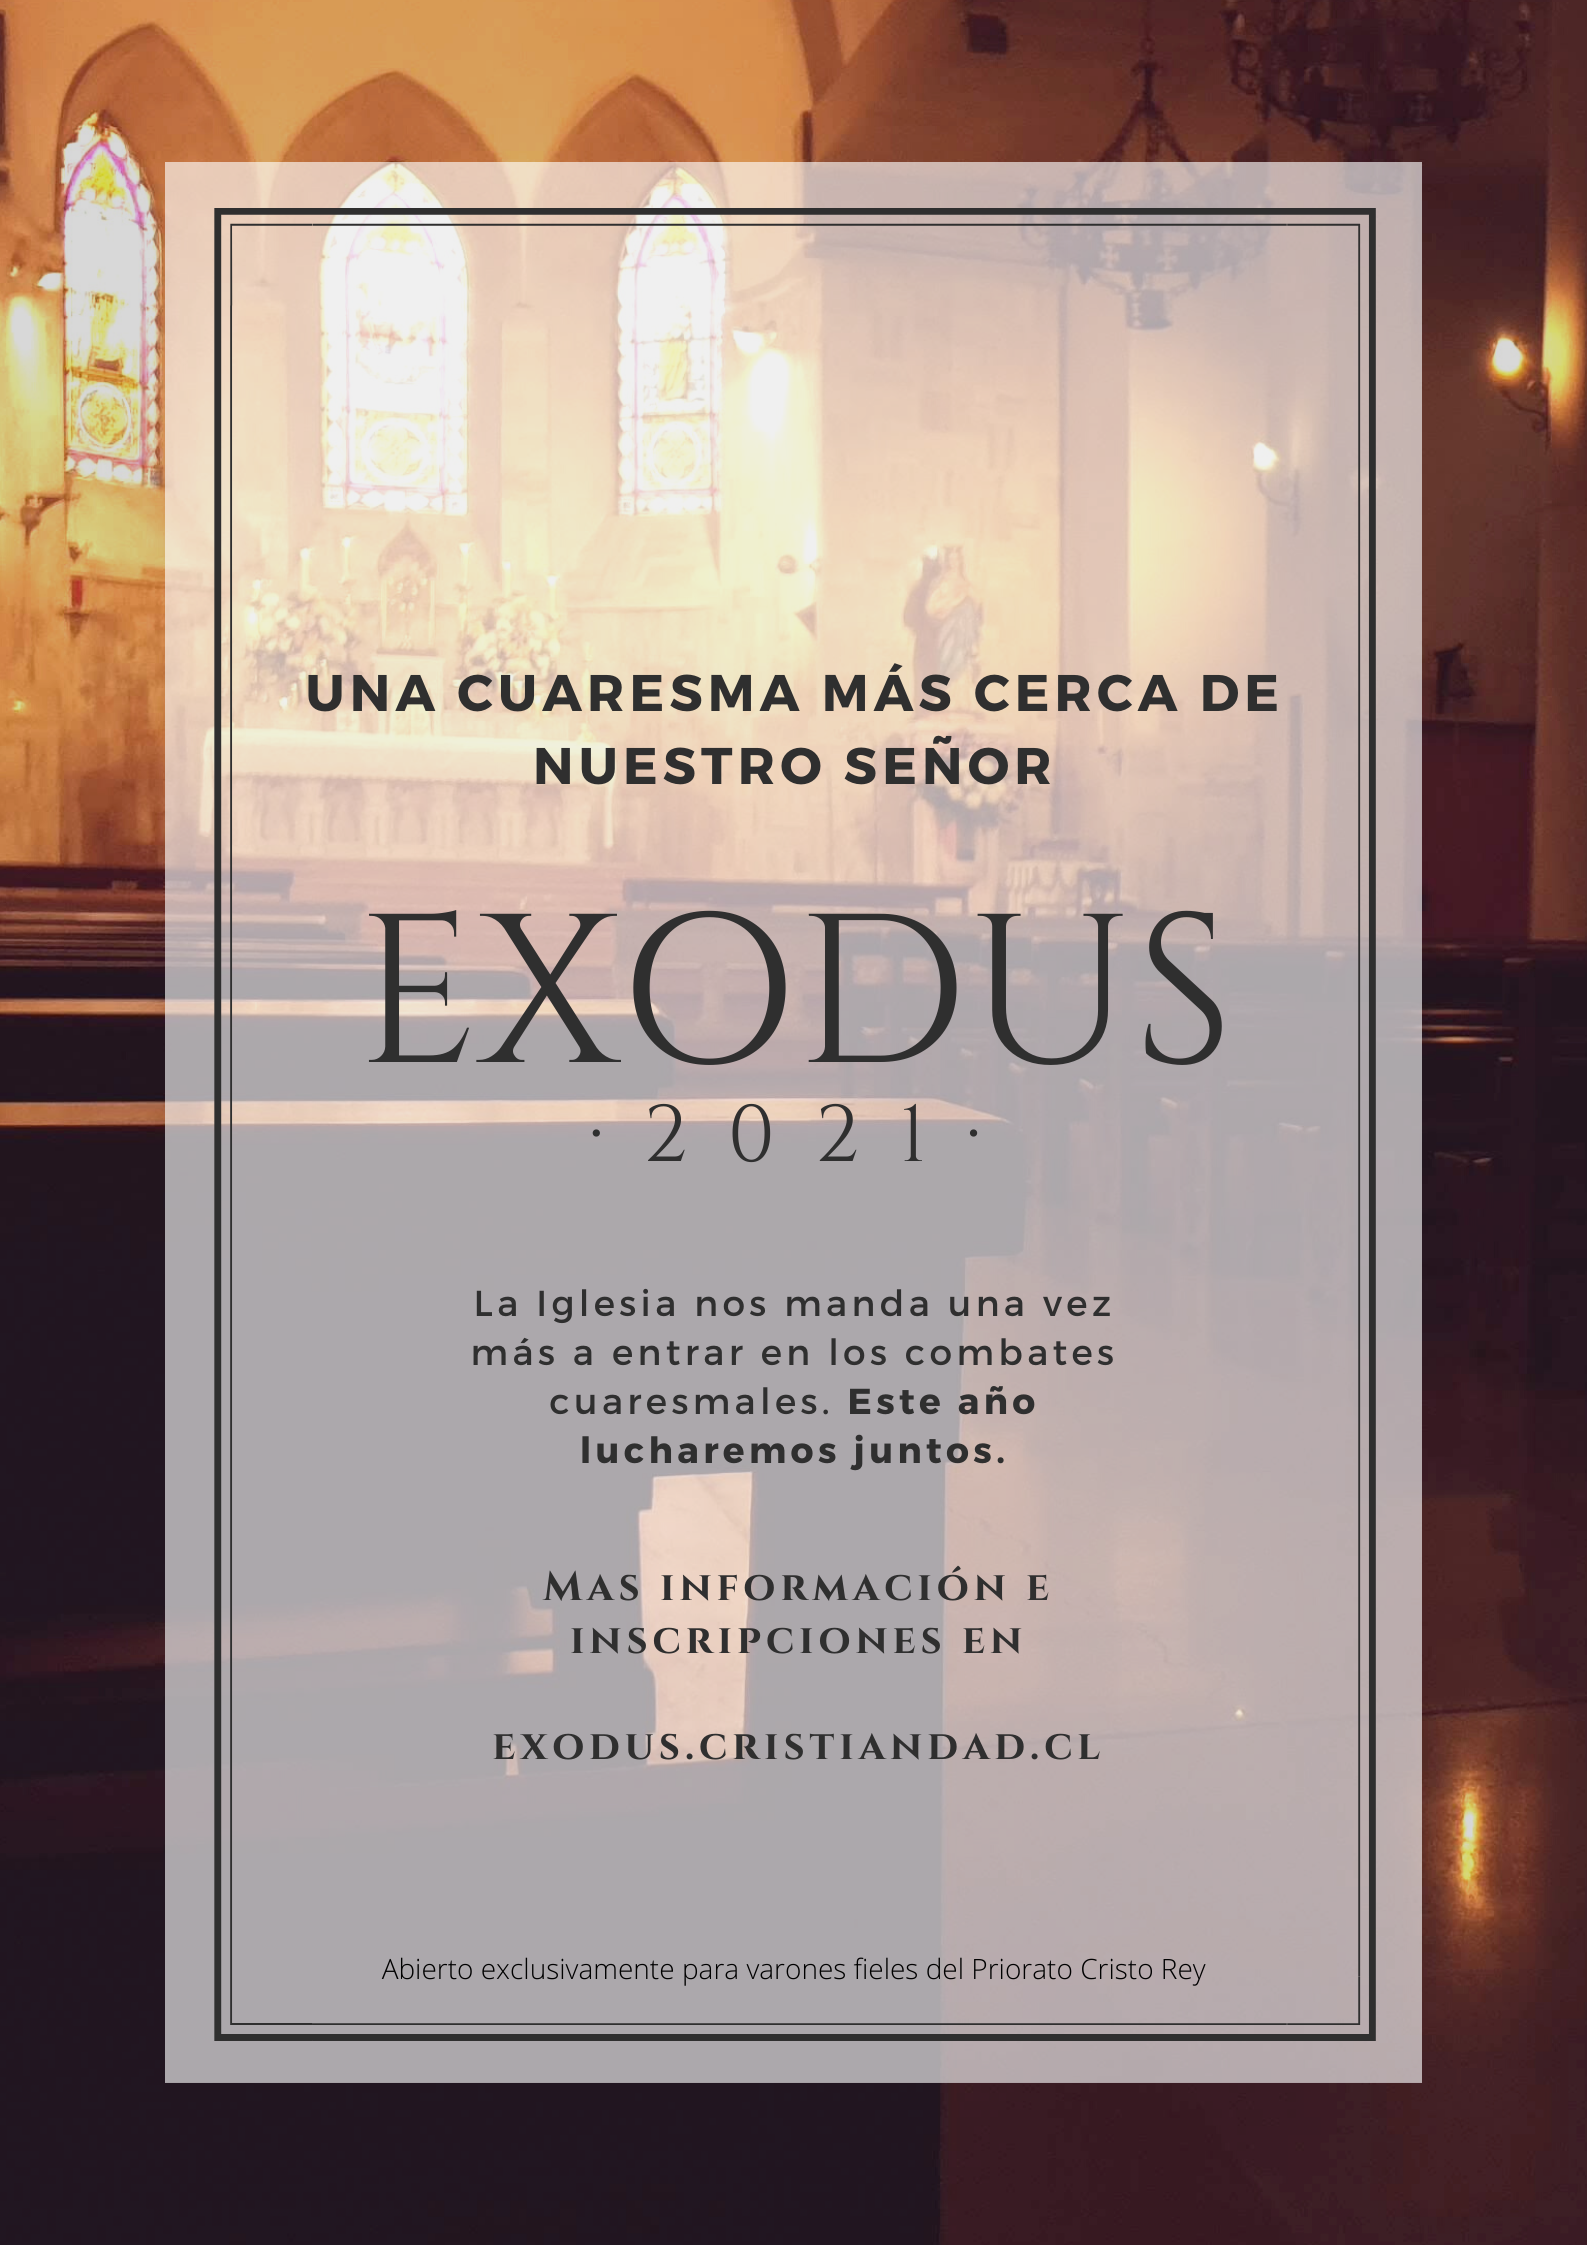 UNA CUARESMA MÁS CERCA DE
NUESTRO SEÑOR
EXODUS
· 2021 ·
La Iglesia nos manda una vez
más a entrar en los combates
cuaresmales. Este año
lucharemos juntos.
MAS INFORMACIÓN E
INSCRIPCIONES EN
EXODUS.CRISTIANDAD.CL
Abierto exclusivamente para varones fieles del Priorato Cristo Rey